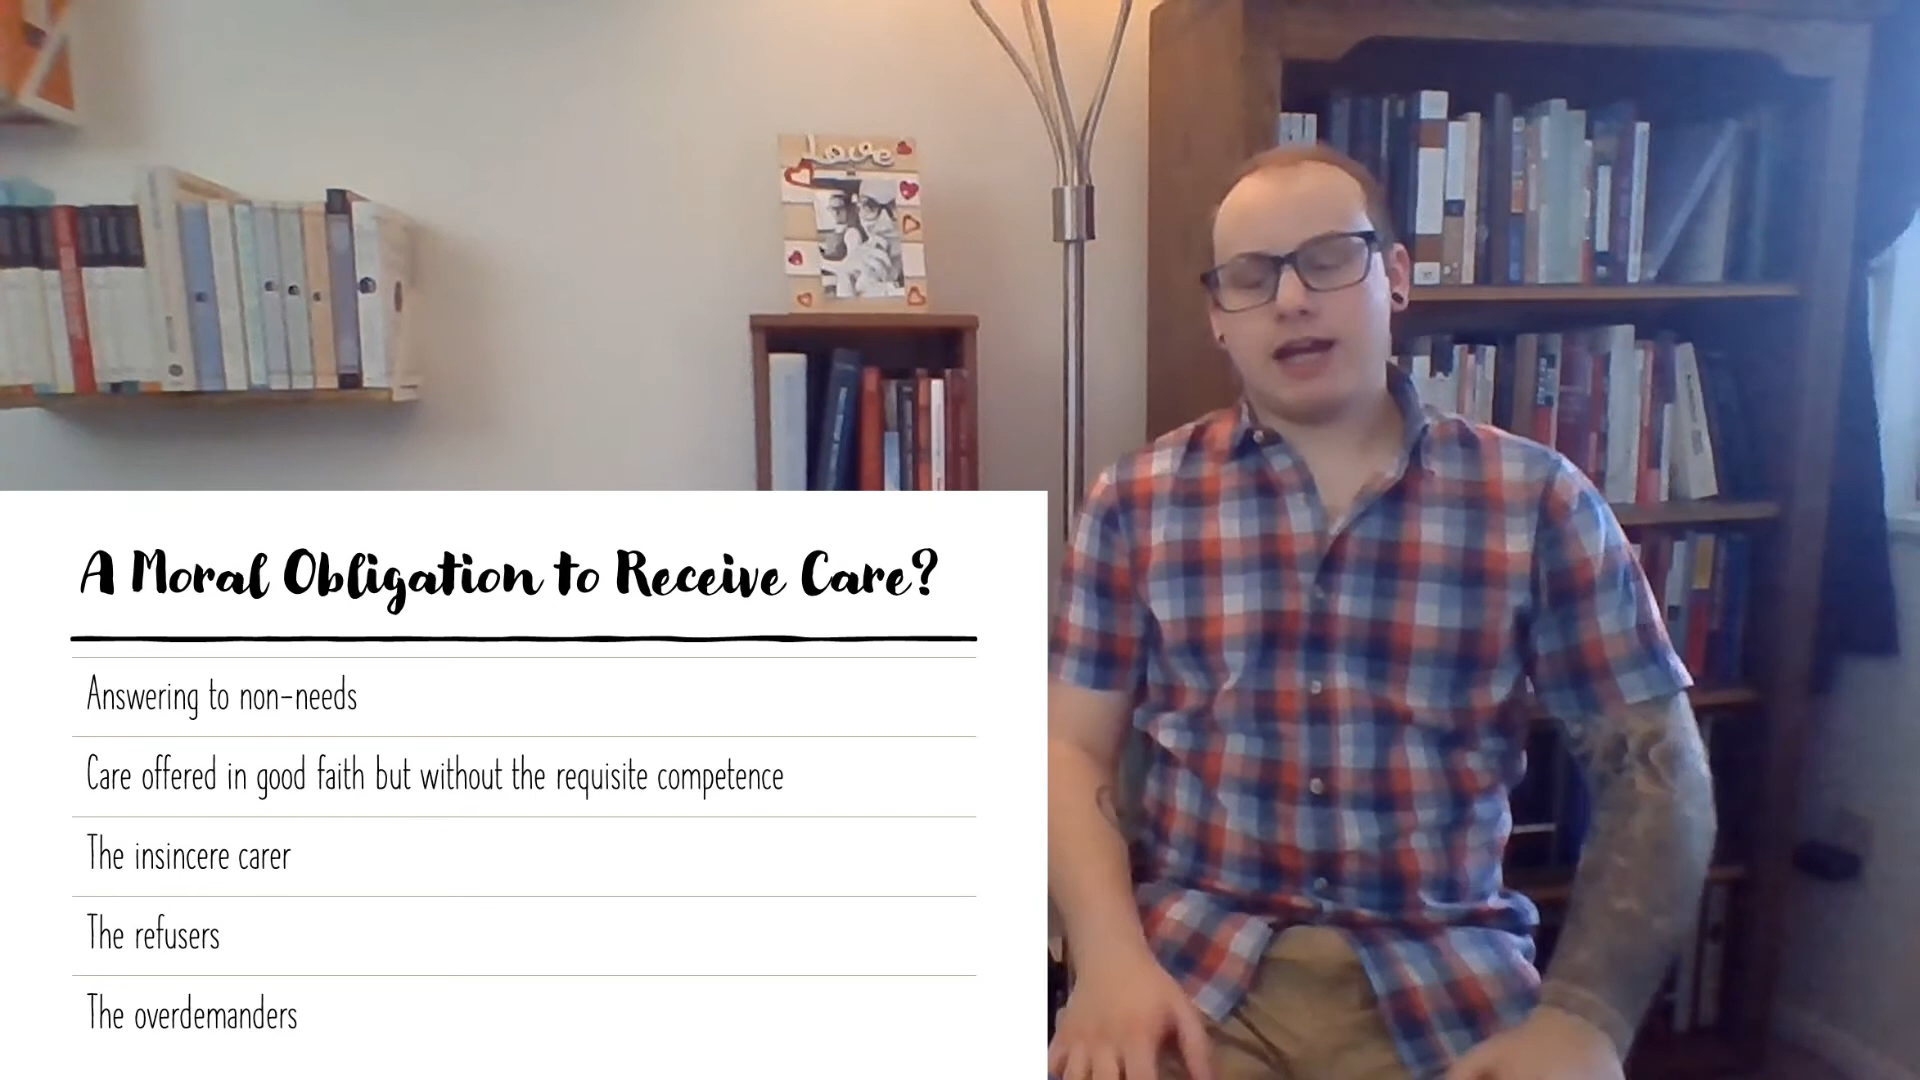 Love
A Moral Obligation to Receive Care?
Answering to non-needs
Care offered in good faith but without the requisite competence
The insincere carer
The refusers
The overdemanders